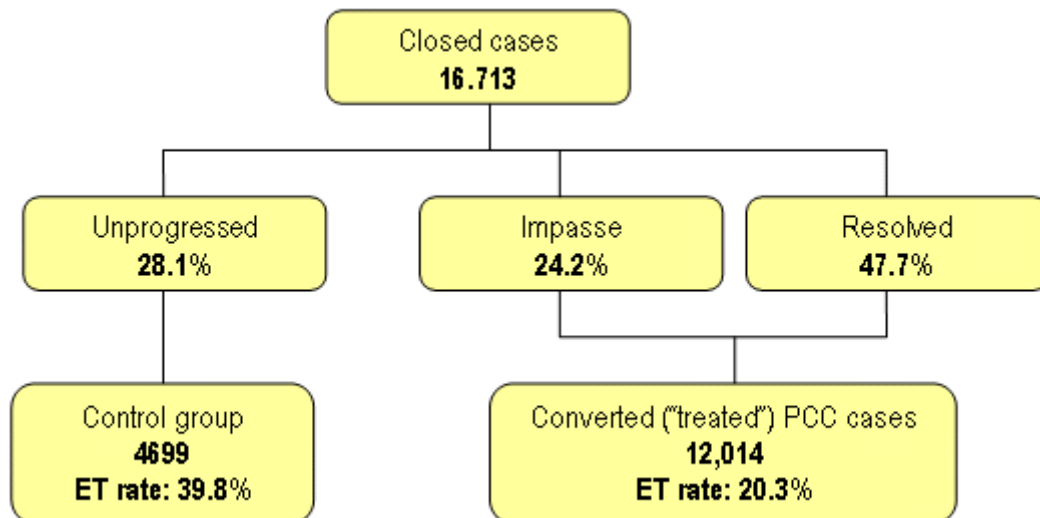 Closed cases
16.713
Unprogressed
28.1%
Impasse
24.2%
Resolved
47.7%
Control group
4699
ET rate: 39.8%
Converted ("treated") PCC cases
12,014
ET rate: 20.3%